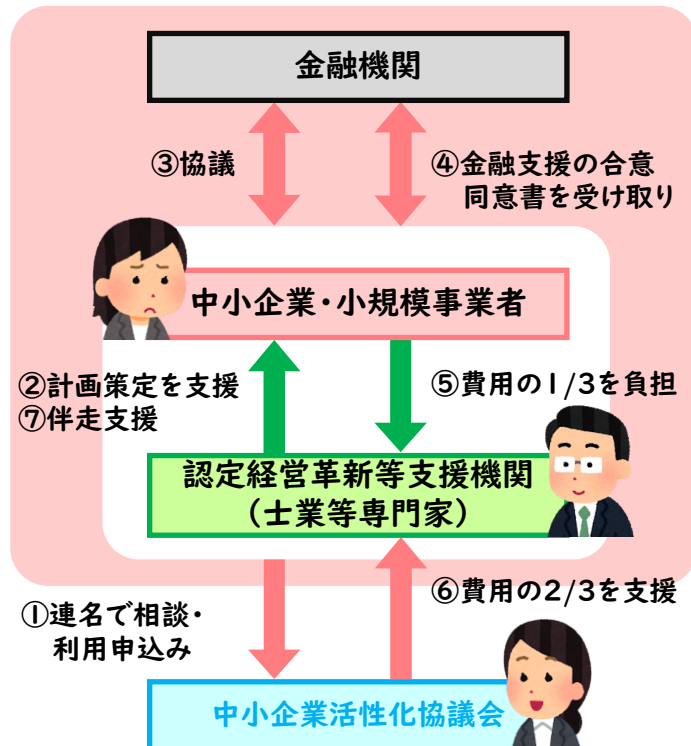 金融機関
③協議
④金融支援の合意
同意書を受け取り
中小企業・小規模事業者
②計画策定を支援
⑦伴走支援
⑤費用の1/3を負担
認定経営革新等支援機関
（士業等専門家）
①連名で相談・
利用申込み
⑥費用の2/3を支援
中小企業活性化協議会